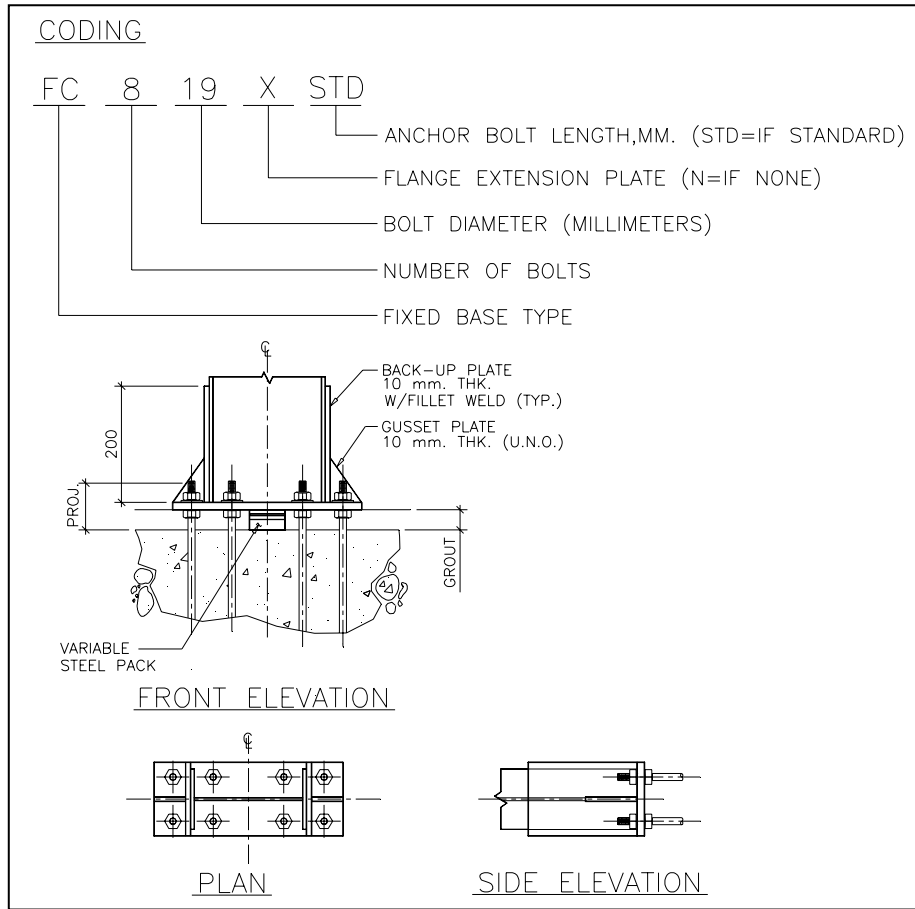 CODING
FC 8 19 X STD
ANCHOR BOLT LENGTH,MM. (STD=IF STANDARD)
FLANGE EXTENSION PLATE (N=IF NONE)
BOLT DIAMETER (MILLIMETERS)
NUMBER OF BOLTS
FIXED BASE TYPE
℄
BACK-UP PLATE
10 mm. THK.
W/FILLET WELD (TYP.)
GUSSET PLATE
10 mm. THK. (U.N.O.)
200
PROJ.
GROUT
VARIABLE
STEEL PACK
FRONT ELEVATION
℄
PLAN
SIDE ELEVATION